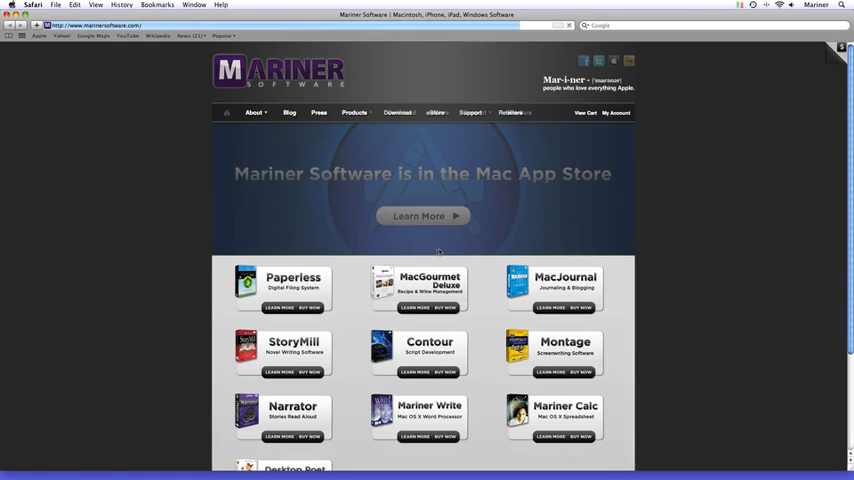 Safari File Edit View History Bookmarks Window Help Mariner
Mariner Software | Macintosh, iPhone, iPad, Windows Software
http://www.marinersoftware.com/ Google
Apple Yahoo! Google Maps YouTube Wikipedia News (21) Popular
MARINER
SOFTWARE
Mar-i-ner -
people who love everything Apple.
About Blog Press Products Download eStore Support Retailers View Cart My Account
Mariner Software is in the Mac App Store
Learn More
Paperless
Digital Filing System
LEARN MORE BUY NOW
MacGourmet
Deluxe
Recipe & Wine Management
LEARN MORE BUY NOW
MacJournal
Journaling & Blogging
LEARN MORE BUY NOW
StoryMill
Novel Writing Software
LEARN MORE BUY NOW
Contour
Script Development
LEARN MORE BUY NOW
Montage
Screenwriting Software
LEARN MORE BUY NOW
Narrator
Stories Read Aloud
LEARN MORE BUY NOW
Mariner Write
Mac OS X Word Processor
LEARN MORE BUY NOW
Mariner Calc
Mac OS X Spreadsheet
LEARN MORE BUY NOW
Desktop Poet